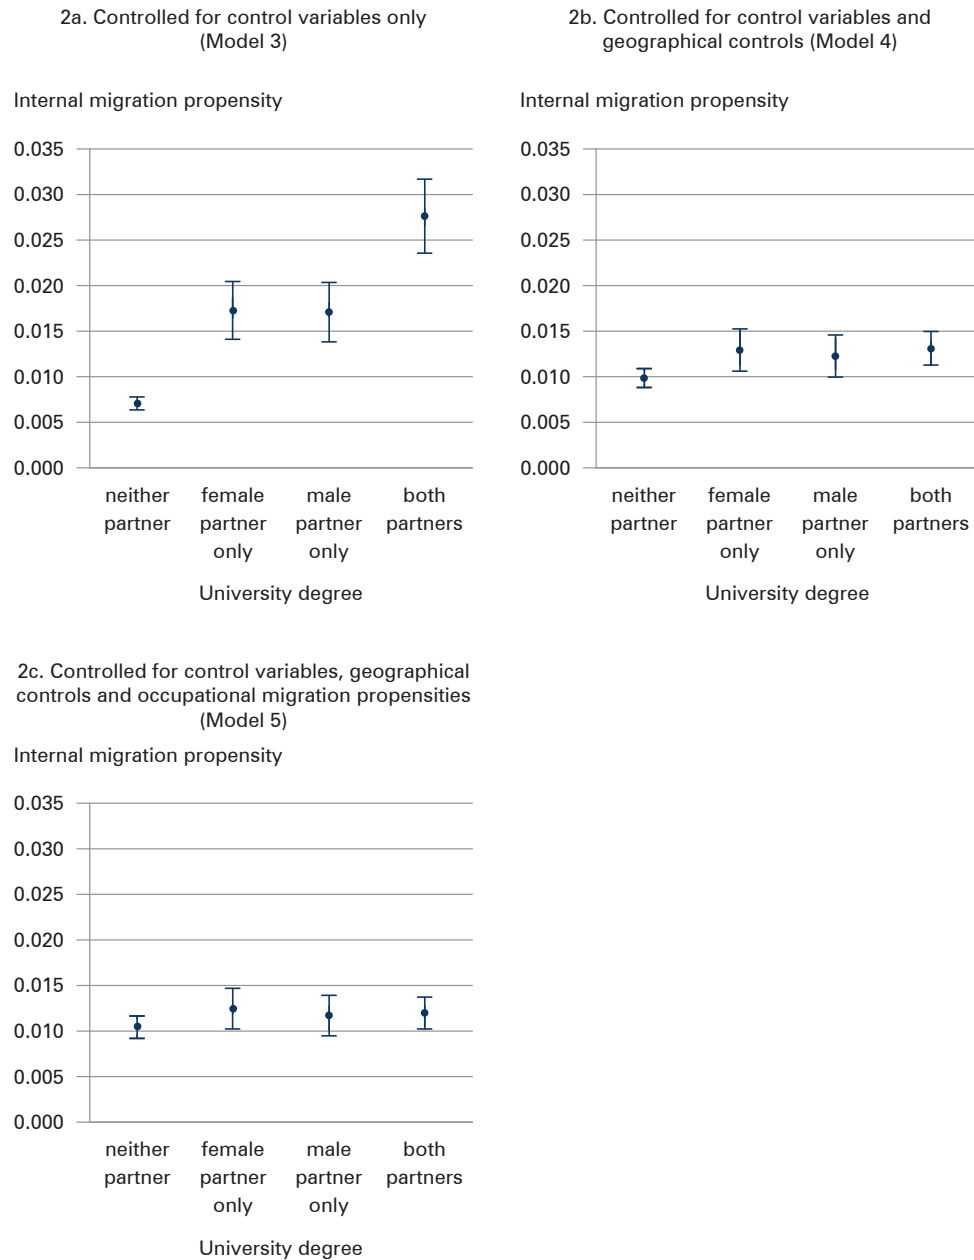 2a. Controlled for control variables only
(Model 3)
Internal migration propensity
0.035
0.030
0.025
0.020
0.015
0.010
0.005
0.000
neither female male both
partner partner partner partners
only only
University degree
2b. Controlled for control variables and
geographical controls (Model 4)
Internal migration propensity
0.035
0.030
0.025
0.020
0.015
0.010
0.005
0.000
neither female male both
partner partner partner partners
only only
University degree
2c. Controlled for control variables, geographical
controls and occupational migration propensities
(Model 5)
Internal migration propensity
0.035
0.030
0.025
0.020
0.015
0.010
0.005
0.000
neither female male both
partner partner partner partners
only only
University degree